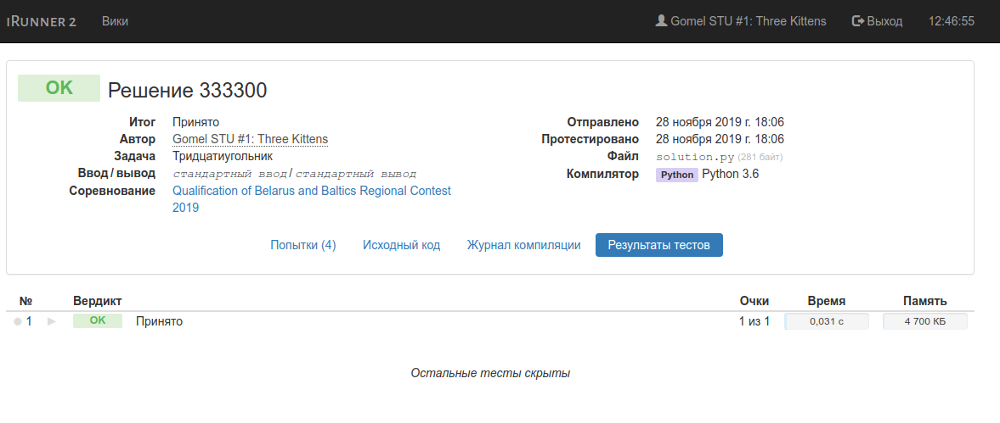 iRunner 2 Вики Gomel STU #1: Three Kittens Выход 12:46:55
OK Решение 333300
Итог Принято Отправлено 28 ноября 2019 г. 18:06
Автор Gomel STU #1: Three Kittens Протестировано 28 ноября 2019 г. 18:06
Задача Тридцатиугольник Файл solution.py (281 байт)
Ввод / вывод стандартный ввод / стандартный вывод Компилятор Python Python 3.6
Соревнование Qualification of Belarus and Baltics Regional Contest
2019
Попытки (4) Исходный код Журнал компиляции Результаты тестов
№ Вердикт Очки Время Память
1 OK Принято 1 из 1 0,031 с 4 700 КБ
Остальные тесты скрыты